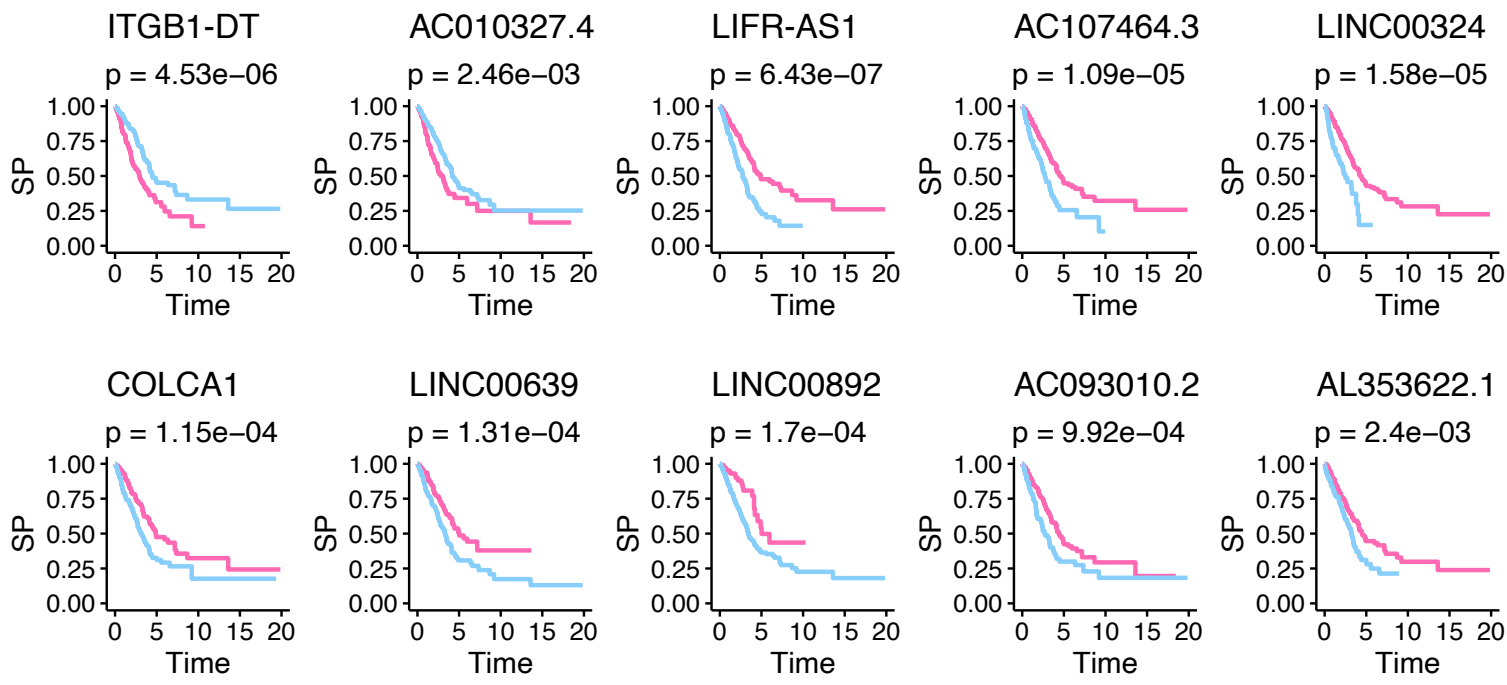 ITGB1-DT
p = 4.53e−06
1.00
0.75
0.50
0.25
0.00
SP
0 5 10 15 20
Time
AC010327.4
p = 2.46e−03
1.00
0.75
0.50
0.25
0.00
SP
0 5 10 15 20
Time
LIFR-AS1
p = 6.43e−07
1.00
0.75
0.50
0.25
0.00
SP
0 5 10 15 20
Time
AC107464.3
p = 1.09e−05
1.00
0.75
0.50
0.25
0.00
SP
0 5 10 15 20
Time
LINC00324
p = 1.58e−05
1.00
0.75
0.50
0.25
0.00
SP
0 5 10 15 20
Time
COLCA1
p = 1.15e−04
1.00
0.75
0.50
0.25
0.00
SP
0 5 10 15 20
Time
LINC00639
p = 1.31e−04
1.00
0.75
0.50
0.25
0.00
SP
0 5 10 15 20
Time
LINC00892
p = 1.7e−04
1.00
0.75
0.50
0.25
0.00
SP
0 5 10 15 20
Time
AC093010.2
p = 9.92e−04
1.00
0.75
0.50
0.25
0.00
SP
0 5 10 15 20
Time
AL353622.1
p = 2.4e−03
1.00
0.75
0.50
0.25
0.00
SP
0 5 10 15 20
Time